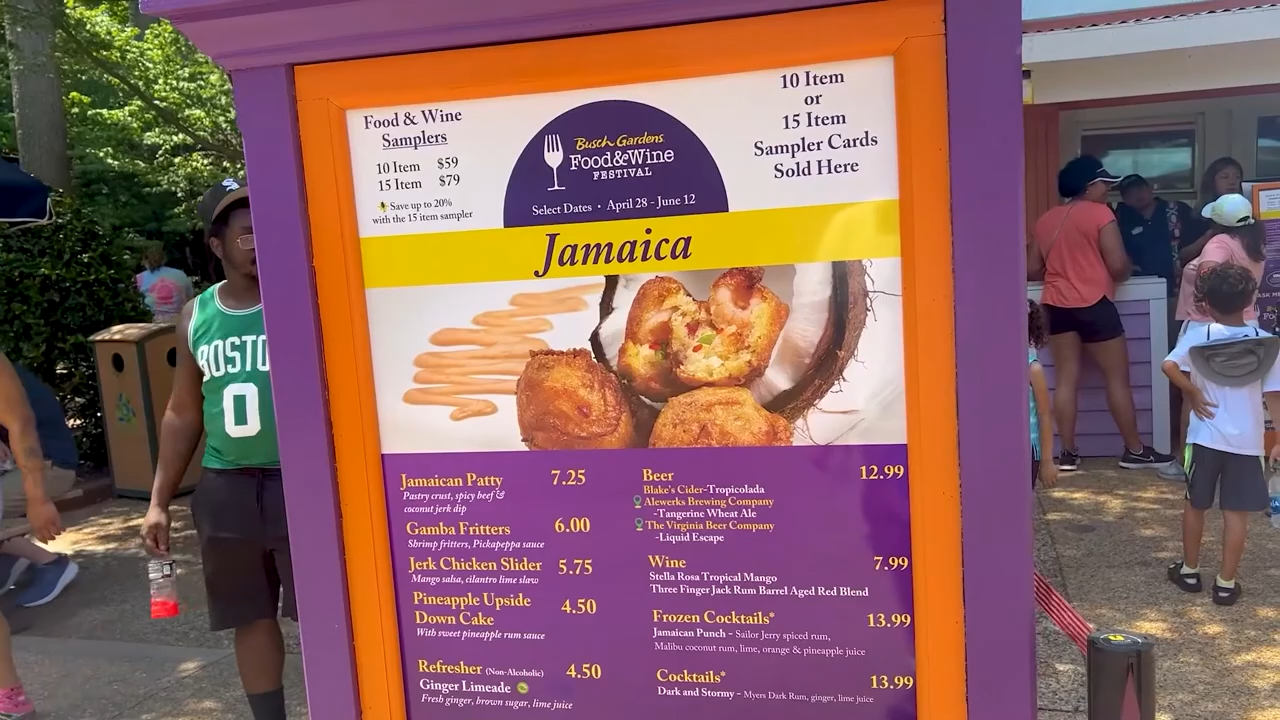 Food & Wine
Samplers
10 Item $59
15 Item $79
Save up to 20%
with the 15 item sampler
Busch Gardens
Food&Wine
FESTIVAL
Select Dates • April 28 - June 12
10 Item
or
15 Item
Sampler Cards
Sold Here
Jamaica
Jamaican Patty 7.25
Pastry crust, spicy beef &
coconut jerk dip
Gamba Fritters 6.00
Shrimp fritters, Pickapeppa sauce
Jerk Chicken Slider 5.75
Mango salsa, cilantro lime slaw
Pineapple Upside
Down Cake 4.50
With sweet pineapple rum sauce
Refresher (Non-Alcoholic) 4.50
Ginger Limeade
Fresh ginger, brown sugar, lime juice
Beer 12.99
Blake's Cider-Tropicolada
Alewerks Brewing Company
-Tangerine Wheat Ale
The Virginia Beer Company
-Liquid Escape
Wine 7.99
Stella Rosa Tropical Mango
Three Finger Jack Rum Barrel Aged Red Blend
Frozen Cocktails* 13.99
Jamaican Punch - Sailor Jerry spiced rum,
Malibu coconut rum, lime, orange & pineapple juice
Cocktails* 13.99
Dark and Stormy - Myers Dark Rum, ginger, lime juice
BOSTO
0